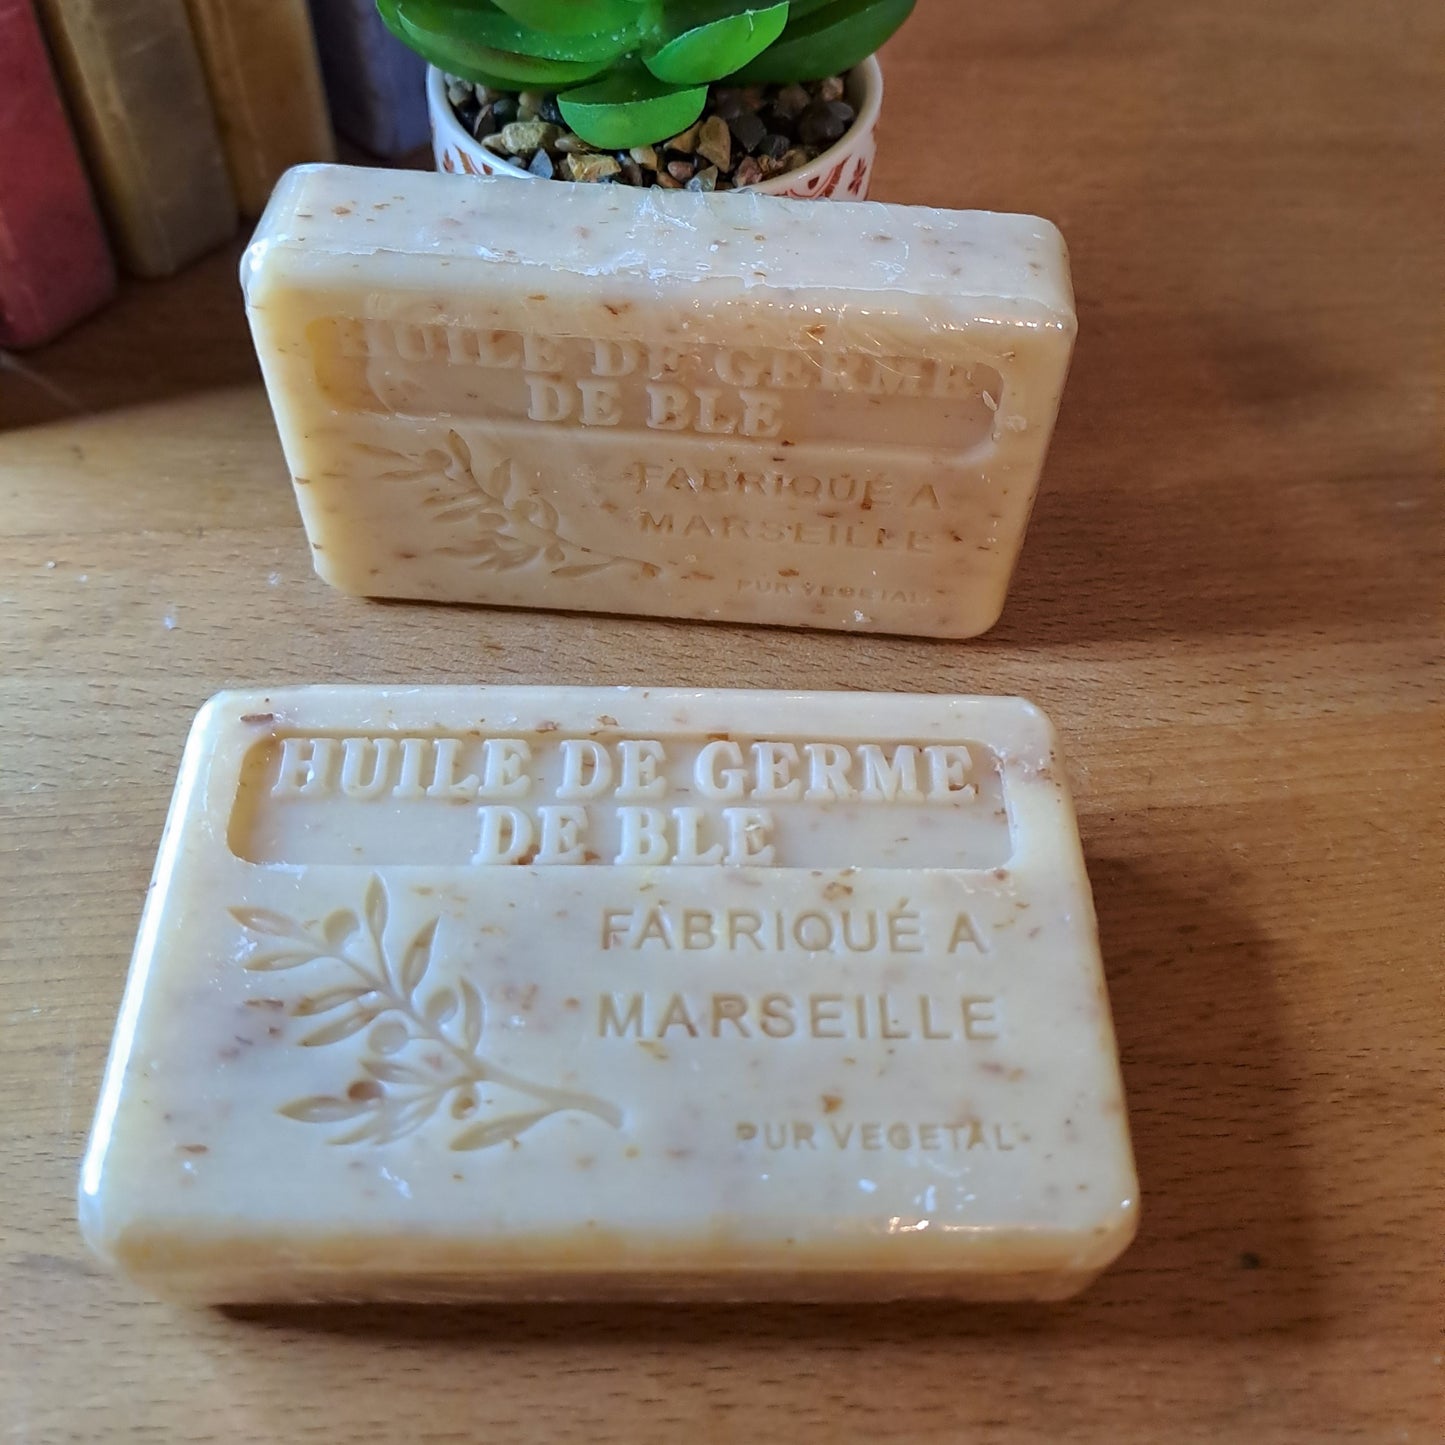 HUILE DE GERME
DE BLE
FABRIQUÉ A
MARSEILLE
PUR VEGETAL
HUILE DE GERME
DE BLE
FABRIQUÉ A
MARSEILLE
PUR VEGETAL